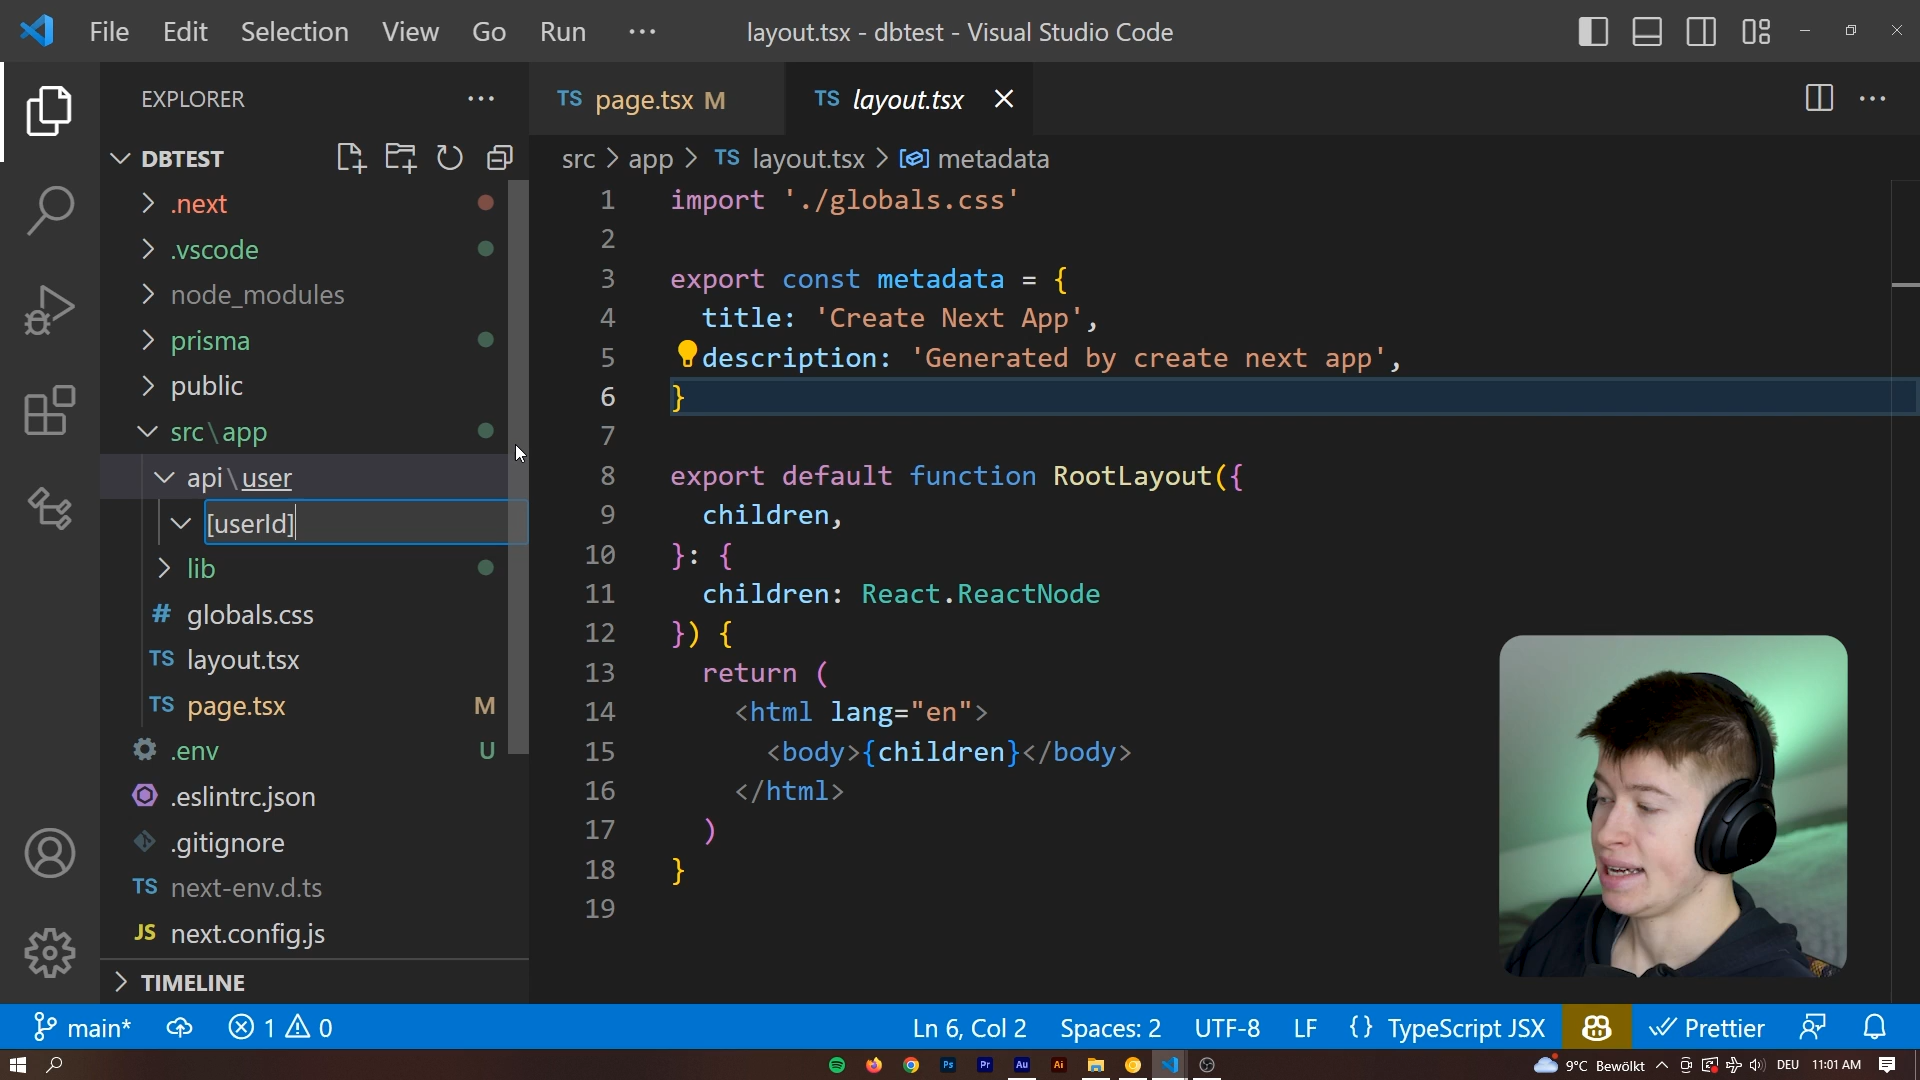 File Edit Selection View Go Run ···
layout.tsx - dbtest - Visual Studio Code
EXPLORER
DBTEST
.next
.vscode
node_modules
prisma
public
src\app
api\user
[userId]
lib
# globals.css
TS layout.tsx
TS page.tsx M
.env U
.eslintrc.json
.gitignore
TS next-env.d.ts
JS next.config.js
TIMELINE
TS page.tsx M
TS layout.tsx
src > app > TS layout.tsx > metadata
1 import './globals.css'
2
3 export const metadata = {
4 title: 'Create Next App',
5 description: 'Generated by create next app',
6 }
7
8 export default function RootLayout({
9 children,
10 }: {
11 children: React.ReactNode
12 }) {
13 return (
14 <html lang="en">
15 <body>{children}</body>
16 </html>
17 )
18 }
19
main* 1 0
Ln 6, Col 2 Spaces: 2 UTF-8 LF {} TypeScript JSX Prettier
Ps Pr Au Ai
9°C Bewölkt DEU 11:01 AM